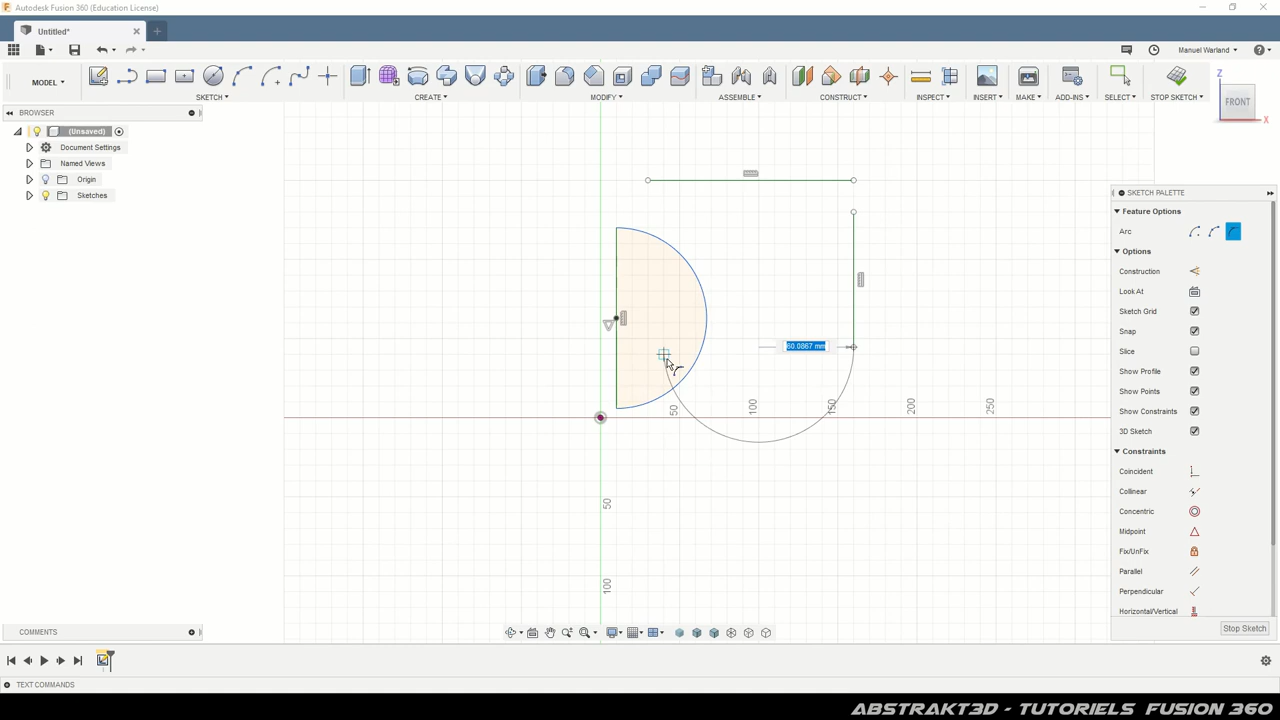 Autodesk Fusion 360 (Education License)
Untitled*
Manuel Warland
MODEL
SKETCH
CREATE
MODIFY
ASSEMBLE
CONSTRUCT
INSPECT
INSERT
MAKE
ADD-INS
SELECT
STOP SKETCH
Z
FRONT
X
BROWSER
(Unsaved)
Document Settings
Named Views
Origin
Sketches
SKETCH PALETTE
Feature Options
Arc
Options
Construction
Look At
Sketch Grid
Snap
Slice
Show Profile
Show Points
Show Constraints
3D Sketch
Constraints
Coincident
Collinear
Concentric
Midpoint
Fix/UnFix
Parallel
Perpendicular
Horizontal/Vertical
Stop Sketch
60.0867 mm
50
100
150
200
250
50
100
COMMENTS
TEXT COMMANDS
ABSTRAKT3D - TUTORIELS FUSION 360